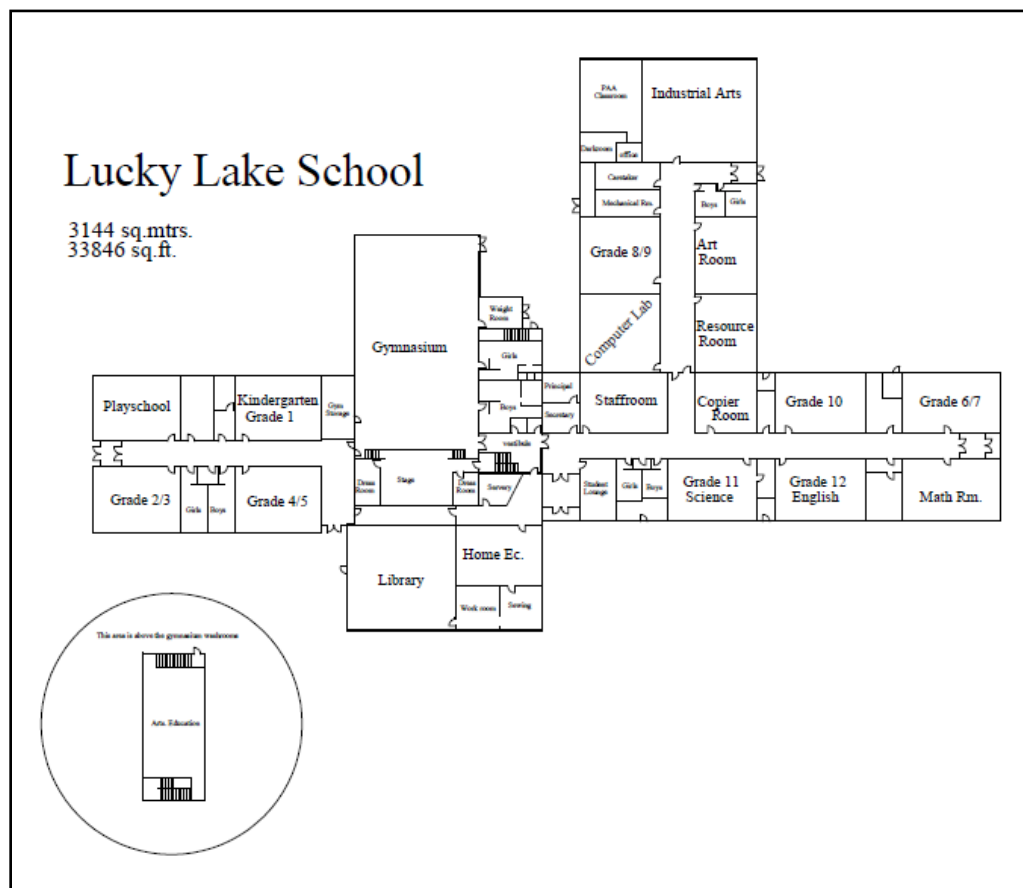 Lucky Lake School
3144 sq.mtrs.
33846 sq.ft.
PAA
Classroom
Industrial Arts
Darkroom
office
Caretaker
Mechanical Rm.
Boys
Girls
Grade 8/9
Art
Room
Computer Lab
Resource
Room
Gymnasium
Weight
Room
Girls
Boys
Principal
Secretary
Staffroom
Copier
Room
Grade 10
Grade 6/7
Playschool
Kindergarten
Grade 1
Gym
Storage
vestibule
Grade 2/3
Girls
Boys
Grade 4/5
Dress
Room
Stage
Dress
Room
Servery
Student
Lounge
Girls
Boys
Grade 11
Science
Grade 12
English
Math Rm.
Library
Home Ec.
Work room
Sewing
This area is above the gymnasium washrooms
Arts. Education